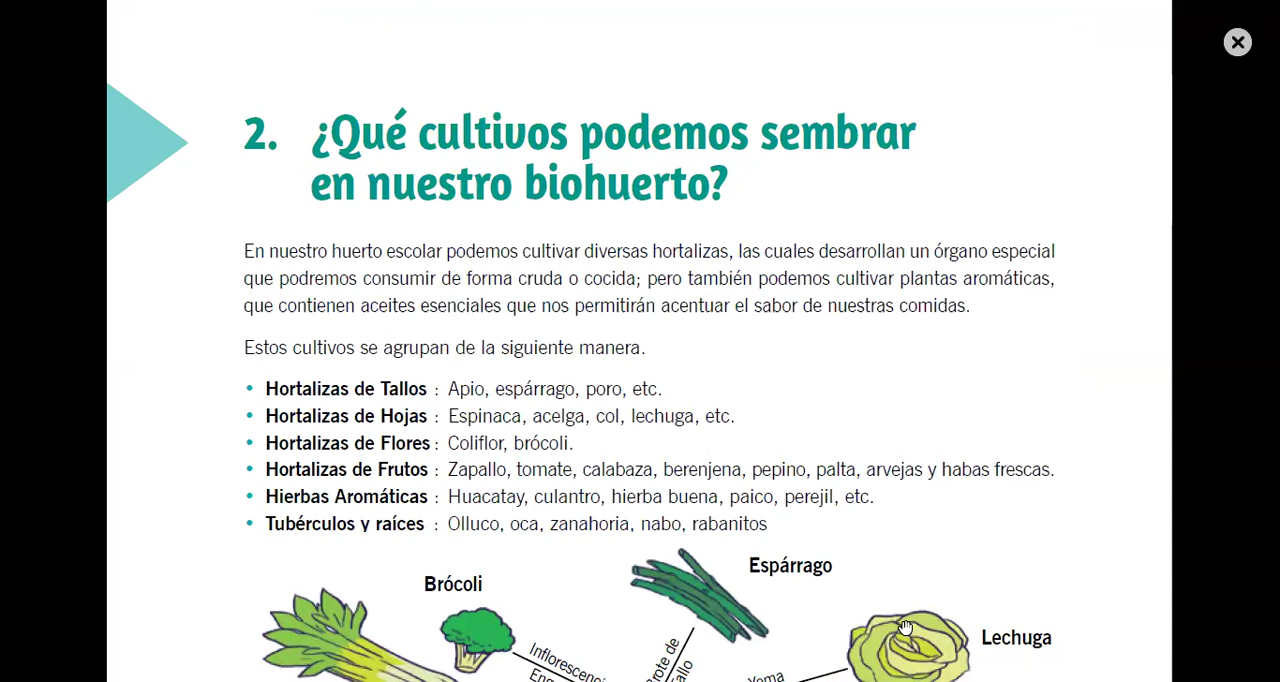 2. ¿Qué cultivos podemos sembrar
en nuestro biohuerto?
En nuestro huerto escolar podemos cultivar diversas hortalizas, las cuales desarrollan un órgano especial
que podremos consumir de forma cruda o cocida; pero también podemos cultivar plantas aromáticas,
que contienen aceites esenciales que nos permitirán acentuar el sabor de nuestras comidas.
Estos cultivos se agrupan de la siguiente manera.
• Hortalizas de Tallos : Apio, espárrago, poro, etc.
• Hortalizas de Hojas : Espinaca, acelga, col, lechuga, etc.
• Hortalizas de Flores : Coliflor, brócoli.
• Hortalizas de Frutos : Zapallo, tomate, calabaza, berenjena, pepino, palta, arvejas y habas frescas.
• Hierbas Aromáticas : Huacatay, culantro, hierba buena, paico, perejil, etc.
• Tubérculos y raíces : Olluco, oca, zanahoria, nabo, rabanitos
Espárrago
Brócoli
Lechuga
Yema